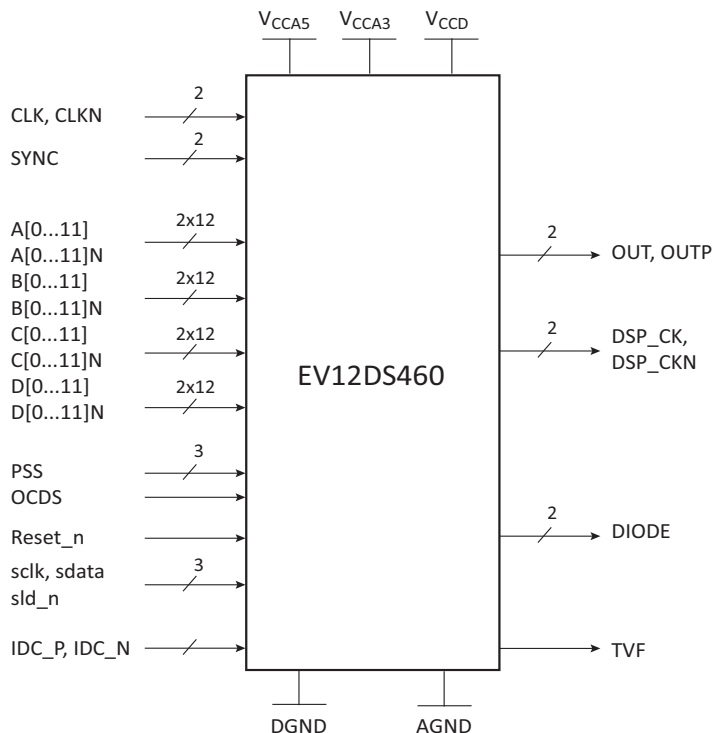 VCCA5 VCCA3 VCCD
CLK, CLKN 2
SYNC 2
A[0...11] 2x12
A[0...11]N
B[0...11] 2x12
B[0...11]N
C[0...11] 2x12
C[0...11]N
D[0...11] 2x12
D[0...11]N
PSS 3
OCDS
Reset_n
sclk, sdata 3
sld_n
IDC_P, IDC_N
EV12DS460
2 OUT, OUTP
2 DSP_CK,
DSP_CKN
2 DIODE
TVF
DGND AGND